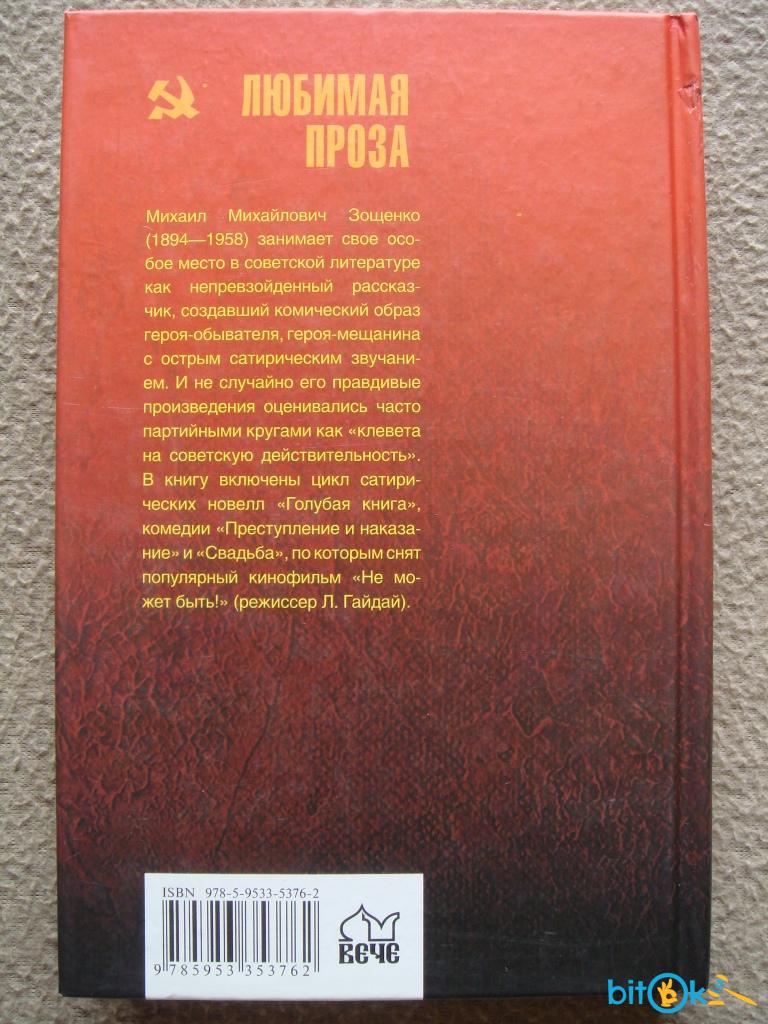 ЛЮБИМАЯ
ПРОЗА
Михаил Михайлович Зощенко
(1894—1958) занимает свое осо-
бое место в советской литературе
как непревзойденный рассказ-
чик, создавший комический образ
героя-обывателя, героя-мещанина
с острым сатирическим звучани-
ем. И не случайно его правдивые
произведения оценивались часто
партийными кругами как «клевета
на советскую действительность».
В книгу включены цикл сатири-
ческих новелл «Голубая книга»,
комедии «Преступление и наказа-
ние» и «Свадьба», по которым снят
популярный кинофильм «Не мо-
жет быть!» (режиссер Л. Гайдай).
ISBN 978-5-9533-5376-2
ВЕЧЕ
9 785953 353762
bitOk